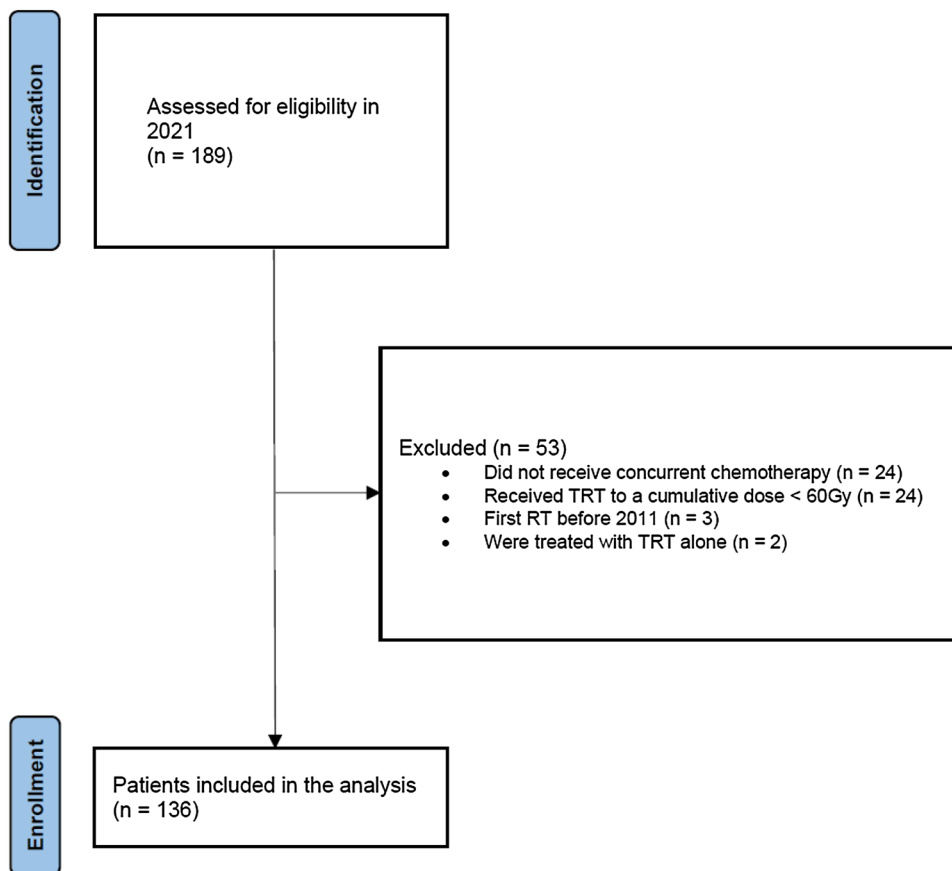 Identification
Assessed for eligibility in
2021
(n = 189)
Excluded (n = 53)
• Did not receive concurrent chemotherapy (n = 24)
• Received TRT to a cumulative dose < 60Gy (n = 24)
• First RT before 2011 (n = 3)
• Were treated with TRT alone (n = 2)
Enrollment
Patients included in the analysis
(n = 136)